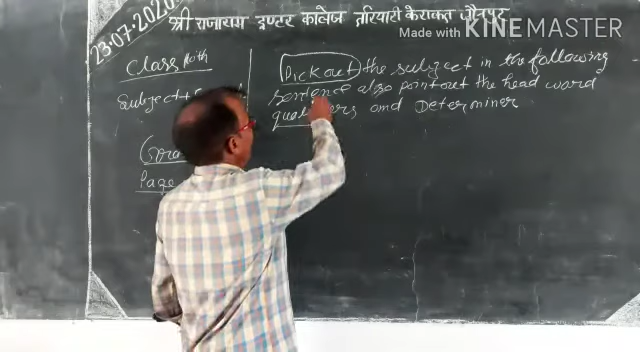 23.07.2020
श्री राजाराम इण्टर कालेज तरियारी केराकत जौनपुर
Made with KINEMASTER
Class 10th
Subject:
Pick out the subject in the following
sentence also point out the head word
and Determiner
Page